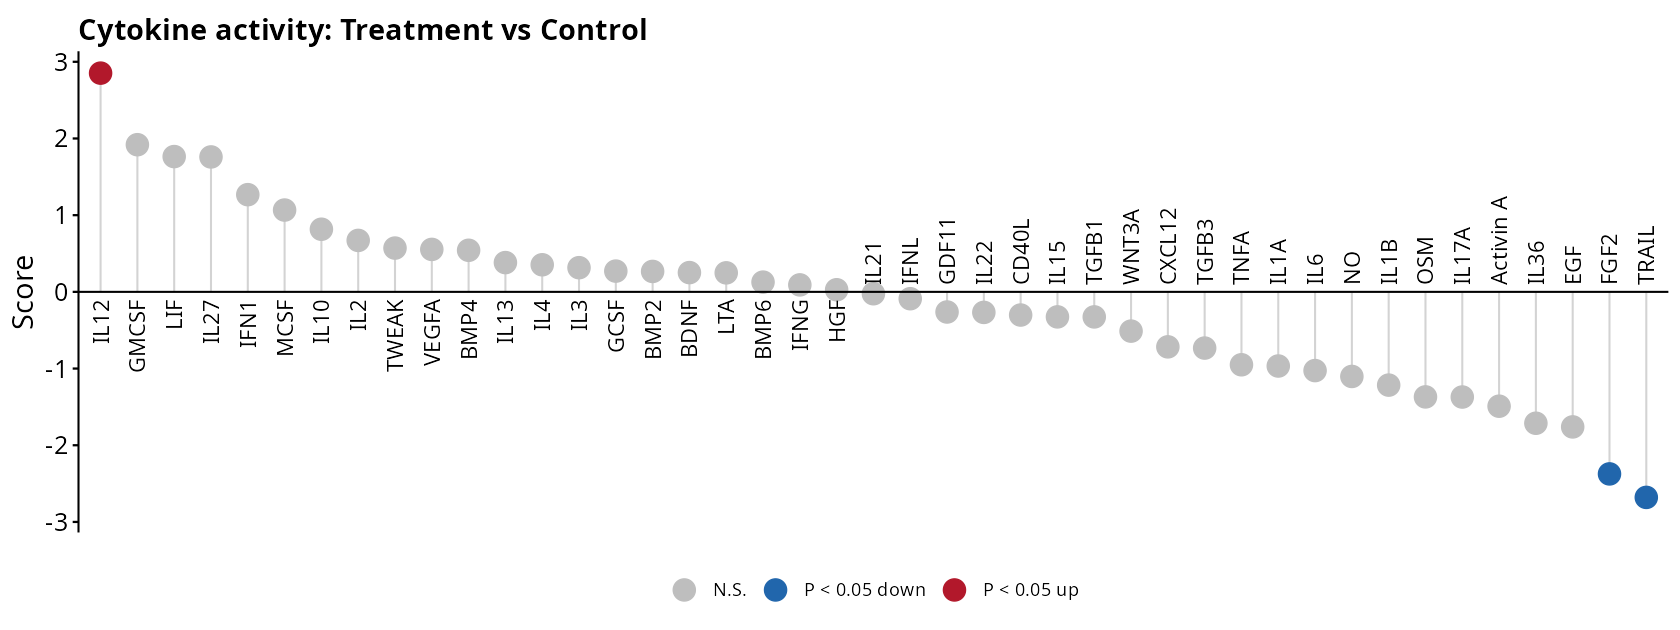 Cytokine activity: Treatment vs Control
Score
3
2
1
0
-1
-2
-3
IL12
GMCSF
LIF
IL27
IFN1
MCSF
IL10
IL2
TWEAK
VEGFA
BMP4
IL13
IL4
IL3
GCSF
BMP2
BDNF
LTA
BMP6
IFNG
HGF
IL21
IFNL
GDF11
IL22
CD40L
IL15
TGFB1
WNT3A
CXCL12
TGFB3
TNFA
IL1A
IL6
NO
IL1B
OSM
IL17A
Activin A
IL36
EGF
FGF2
TRAIL
N.S.
P < 0.05 down
P < 0.05 up